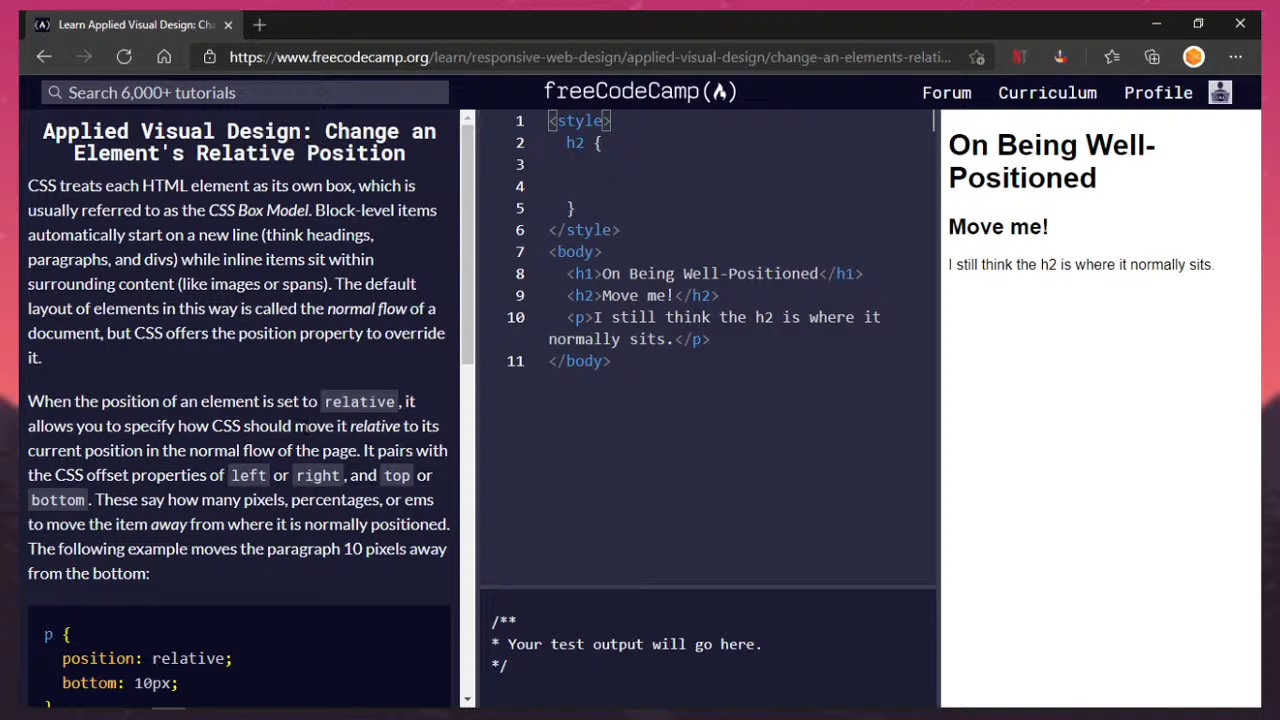 Learn Applied Visual Design: Cha
https://www.freecodecamp.org/learn/responsive-web-design/applied-visual-design/change-an-elements-relati...
NT
Search 6,000+ tutorials
freeCodeCamp
Forum
Curriculum
Profile
Applied Visual Design: Change an
Element's Relative Position
CSS treats each HTML element as its own box, which is
usually referred to as the CSS Box Model. Block-level items
automatically start on a new line (think headings,
paragraphs, and divs) while inline items sit within
surrounding content (like images or spans). The default
layout of elements in this way is called the normal flow of a
document, but CSS offers the position property to override
it.
When the position of an element is set to relative, it
allows you to specify how CSS should move it relative to its
current position in the normal flow of the page. It pairs with
the CSS offset properties of left or right, and top or
bottom. These say how many pixels, percentages, or ems
to move the item away from where it is normally positioned.
The following example moves the paragraph 10 pixels away
from the bottom:
p {
position: relative;
bottom: 10px;
}
1 <style>
2 h2 {
3
4
5 }
6 </style>
7 <body>
8 <h1>On Being Well-Positioned</h1>
9 <h2>Move me!</h2>
10 <p>I still think the h2 is where it
normally sits.</p>
11 </body>
/**
* Your test output will go here.
*/
On Being Well-
Positioned
Move me!
I still think the h2 is where it normally sits.